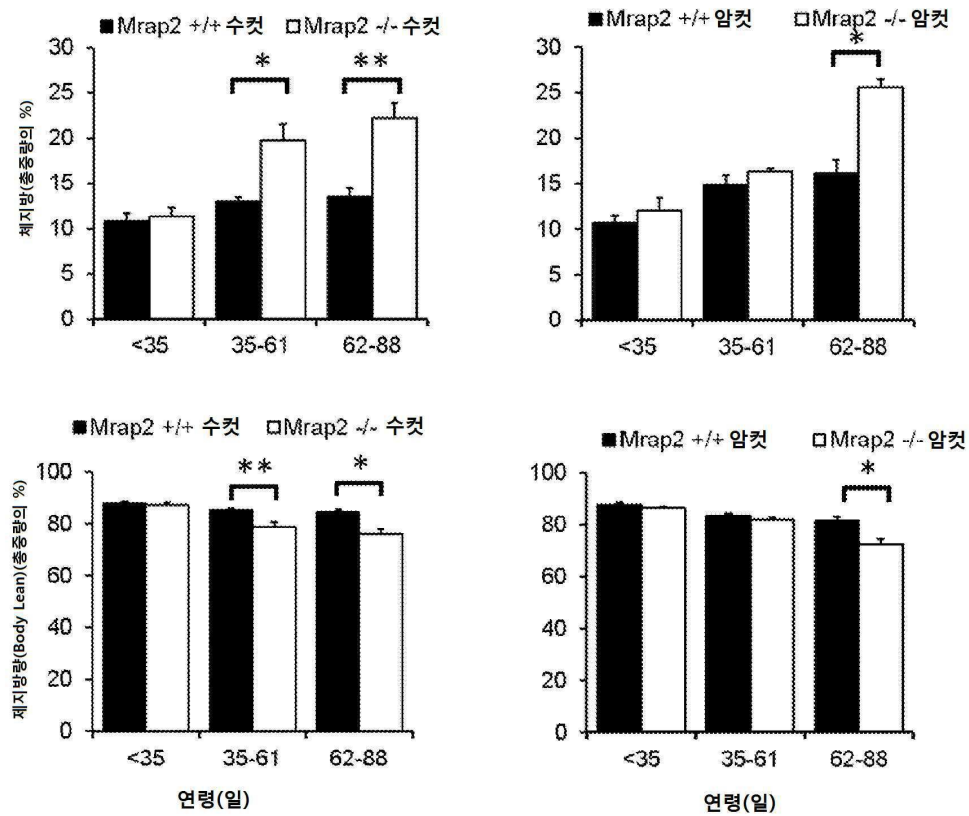 ■Mrap2 +/+ 수컷 □Mrap2 -/- 수컷
*
**
30
25
20
15
10
5
0
체지방(총중량의 %)
<35 35-61 62-88
■Mrap2 +/+ 암컷 □Mrap2 -/- 암컷
*
30
25
20
15
10
5
0
<35 35-61 62-88
■Mrap2 +/+ 수컷 □Mrap2 -/- 수컷
**
*
100
80
60
40
20
0
제지방량(Body Lean)(총중량의 %)
<35 35-61 62-88
연령(일)
■Mrap2 +/+ 암컷 □Mrap2 -/- 암컷
*
100
80
60
40
20
0
<35 35-61 62-88
연령(일)